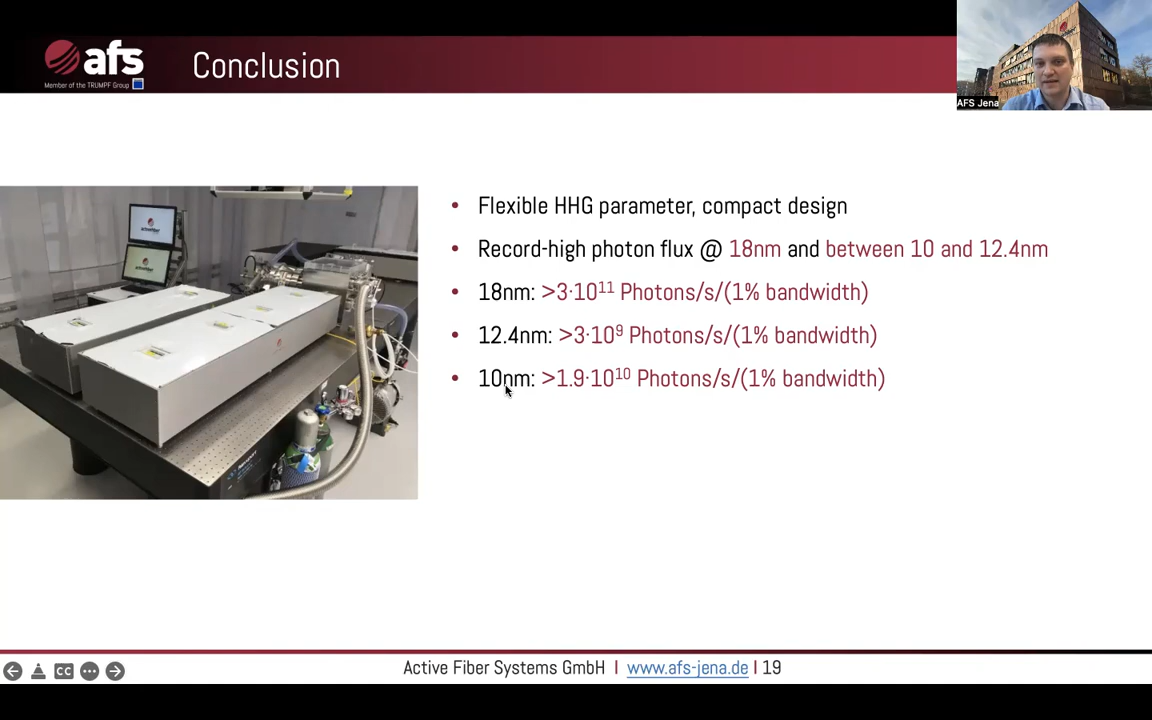 afs
Member of the TRUMPF Group
Conclusion
AFS Jena
• Flexible HHG parameter, compact design
• Record-high photon flux @ 18nm and between 10 and 12.4nm
• 18nm: >3·10¹¹ Photons/s/(1% bandwidth)
• 12.4nm: >3·10⁹ Photons/s/(1% bandwidth)
• 10nm: >1.9·10¹⁰ Photons/s/(1% bandwidth)
CC
Active Fiber Systems GmbH | www.afs-jena.de | 19